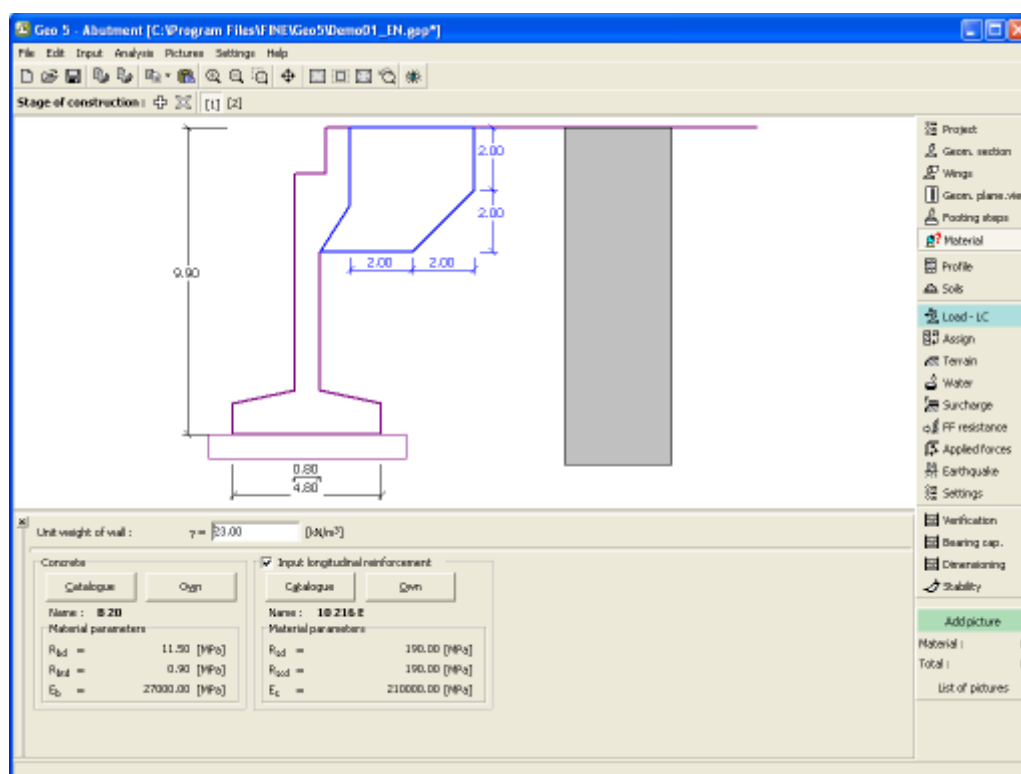 Geo 5 - Abutment [C:\Program Files\FINE\Geo5\Demo01_EN.gop*]
File Edit Input Analysis Pictures Settings Help
Stage of construction : [1] [2]
2.00
2.00
2.00 2.00
9.90
0.80
4.80
Project
Geom. section
Wings
Geom. plane.vie
Footing steps
Material
Profile
Soils
Load - LC
Assign
Terrain
Water
Surcharge
FF resistance
Applied forces
Earthquake
Settings
Verification
Bearing cap.
Dimensioning
Stability
Add picture
Material :
Total :
List of pictures
Unit weight of wall : γ = 23.00 [kN/m³]
Concrete
Catalogue Own
Name : B 20
Material parameters
Rbd = 11.50 [MPa]
Rbtd = 0.90 [MPa]
Eb = 27000.00 [MPa]
Input longitudinal reinforcement
Catalogue Own
Name : 10 216 E
Material parameters
Rsd = 190.00 [MPa]
Rscd = 190.00 [MPa]
Es = 210000.00 [MPa]